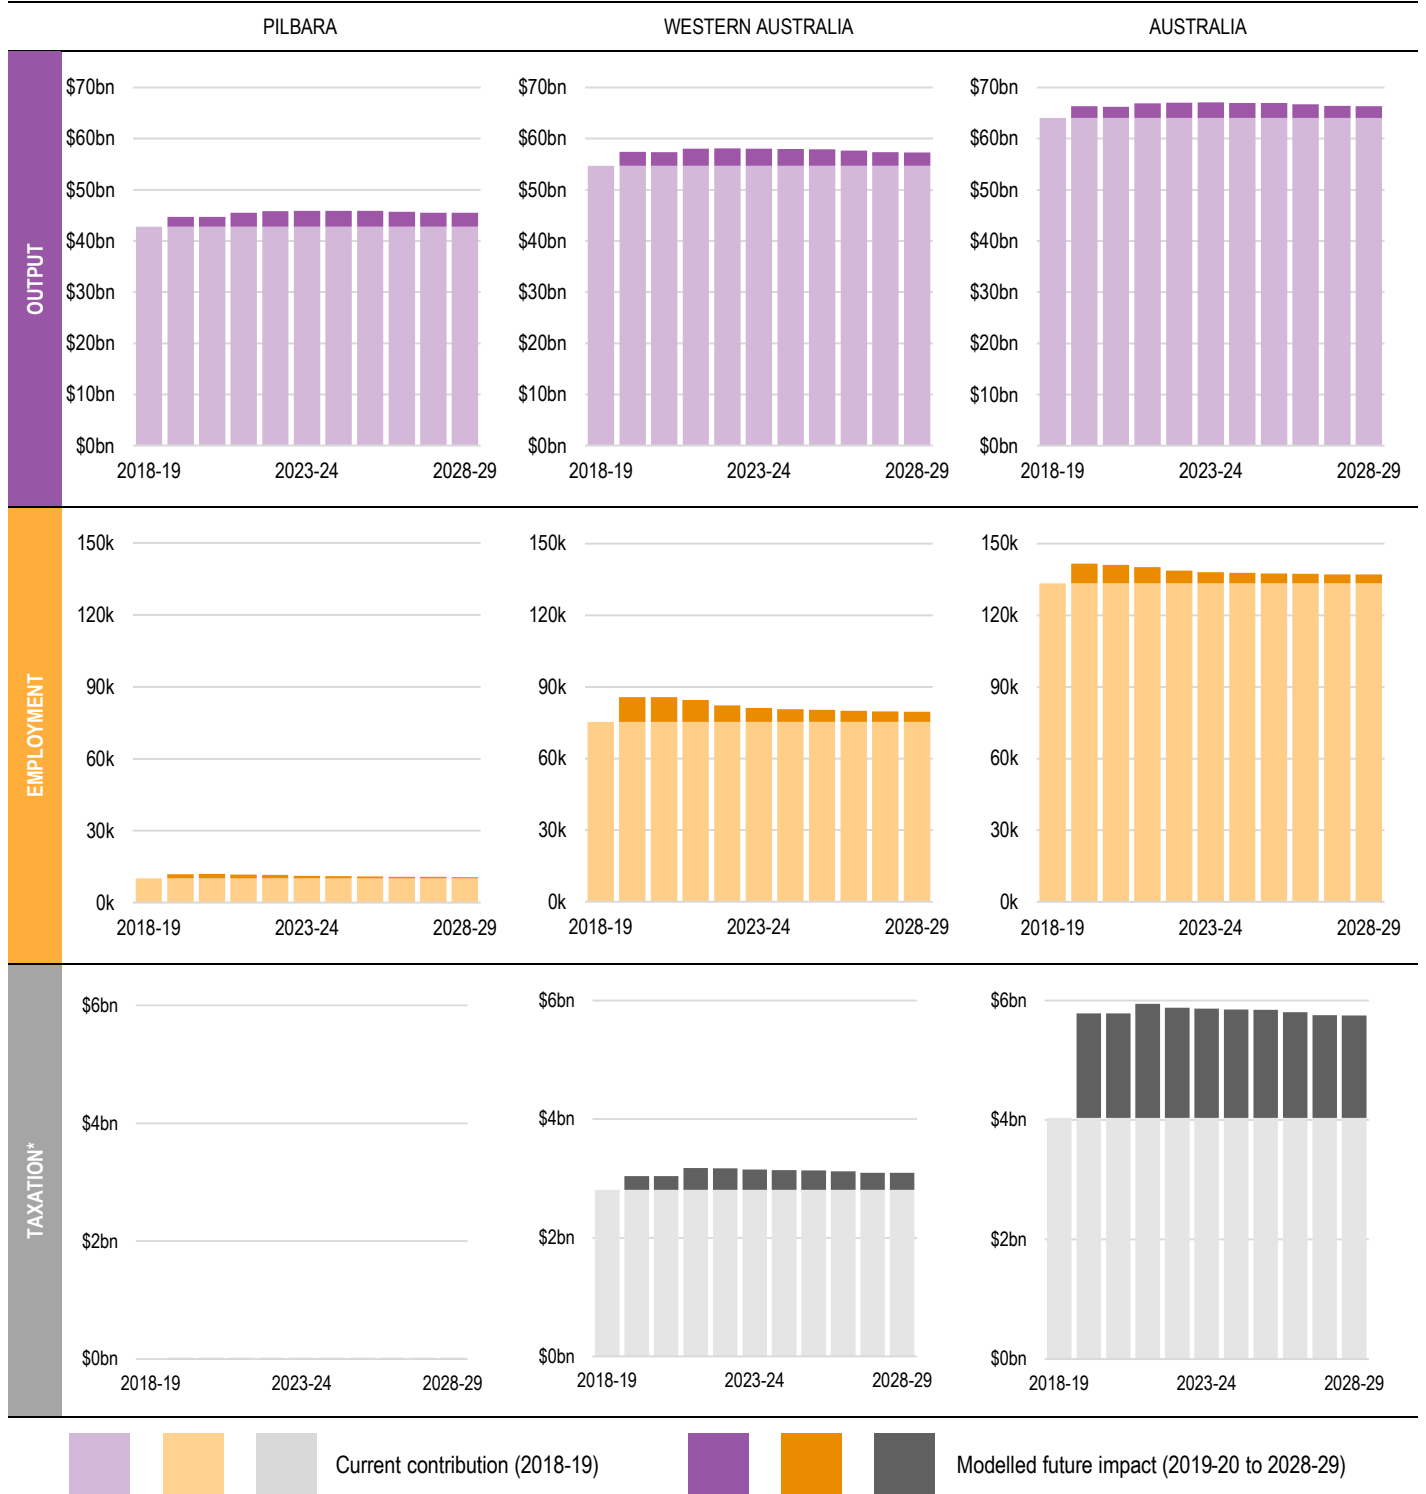 PILBARA
WESTERN AUSTRALIA
AUSTRALIA
OUTPUT
$70bn
$60bn
$50bn
$40bn
$30bn
$20bn
$10bn
$0bn
2018-19 2023-24 2028-29
$70bn
$60bn
$50bn
$40bn
$30bn
$20bn
$10bn
$0bn
2018-19 2023-24 2028-29
$70bn
$60bn
$50bn
$40bn
$30bn
$20bn
$10bn
$0bn
2018-19 2023-24 2028-29
EMPLOYMENT
150k
120k
90k
60k
30k
0k
2018-19 2023-24 2028-29
150k
120k
90k
60k
30k
0k
2018-19 2023-24 2028-29
150k
120k
90k
60k
30k
0k
2018-19 2023-24 2028-29
TAXATION*
$6bn
$4bn
$2bn
$0bn
2018-19 2023-24 2028-29
$6bn
$4bn
$2bn
$0bn
2018-19 2023-24 2028-29
$6bn
$4bn
$2bn
$0bn
2018-19 2023-24 2028-29
Current contribution (2018-19)
Modelled future impact (2019-20 to 2028-29)